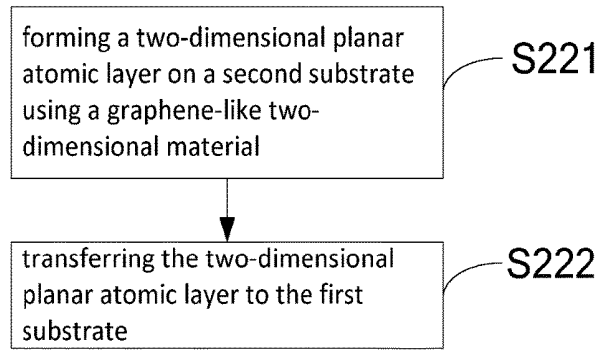 forming a two-dimensional planar
atomic layer on a second substrate
using a graphene-like two-
dimensional material
S221
transferring the two-dimensional
planar atomic layer to the first
substrate
S222